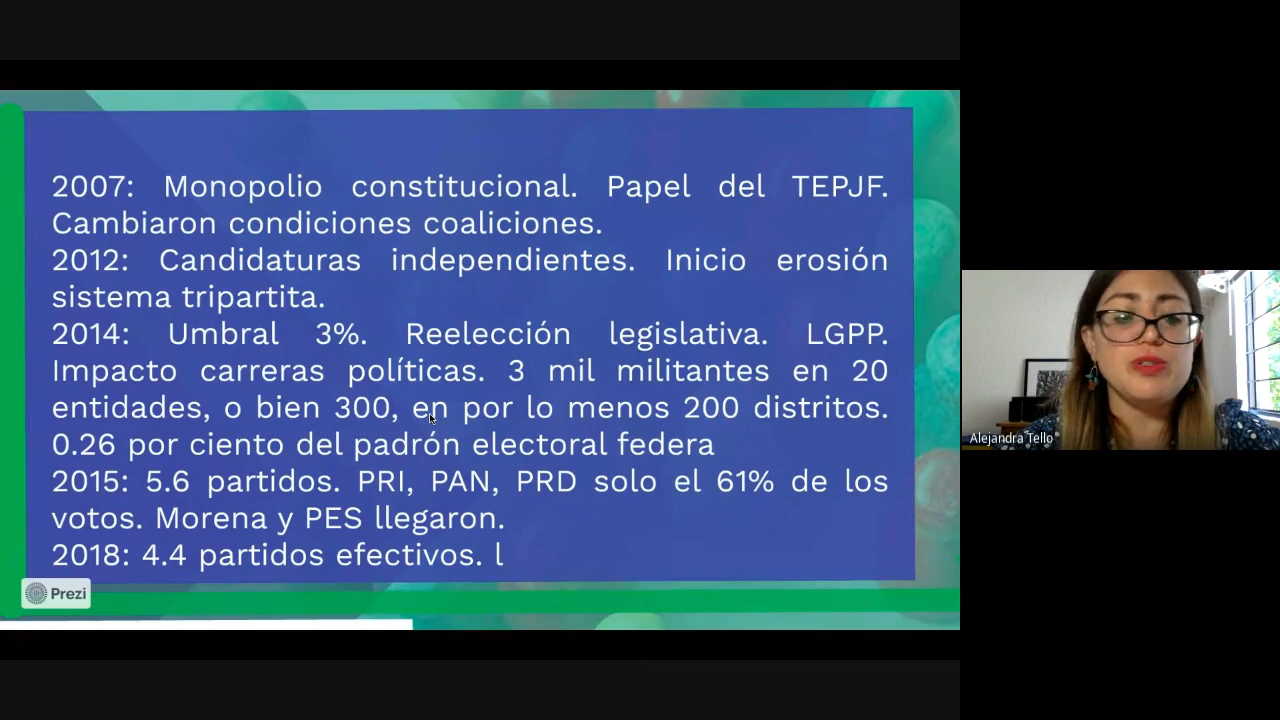 2007: Monopolio constitucional. Papel del TEPJF.
Cambiaron condiciones coaliciones.
2012: Candidaturas independientes. Inicio erosión
sistema tripartita.
2014: Umbral 3%. Reelección legislativa. LGPP.
Impacto carreras políticas. 3 mil militantes en 20
entidades, o bien 300, en por lo menos 200 distritos.
0.26 por ciento del padrón electoral federa
2015: 5.6 partidos. PRI, PAN, PRD solo el 61% de los
votos. Morena y PES llegaron.
2018: 4.4 partidos efectivos. l
Prezi
Alejandra Tello